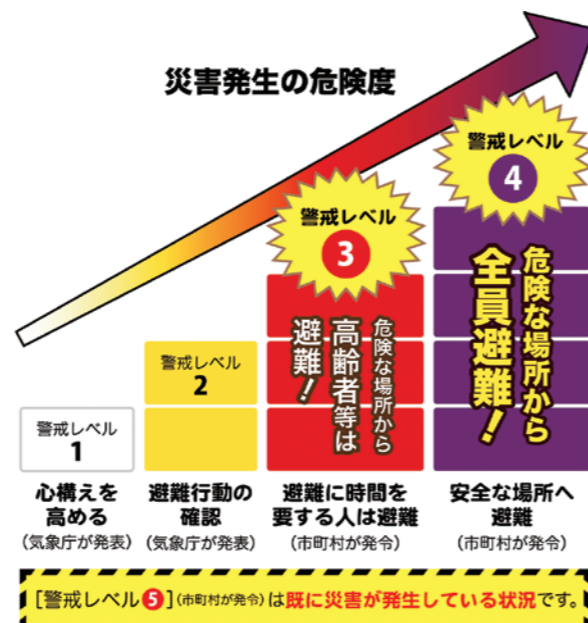 災害発生の危険度
警戒レベル
4
危険な場所から
全員避難!
警戒レベル
3
危険な場所から
高齢者等は
避難!
警戒レベル
2
警戒レベル
1
心構えを
高める
(気象庁が発表)
避難行動の
確認
(気象庁が発表)
避難に時間を
要する人は避難
(市町村が発令)
安全な場所へ
避難
(市町村が発令)
[警戒レベル5](市町村が発令)は既に災害が発生している状況です。